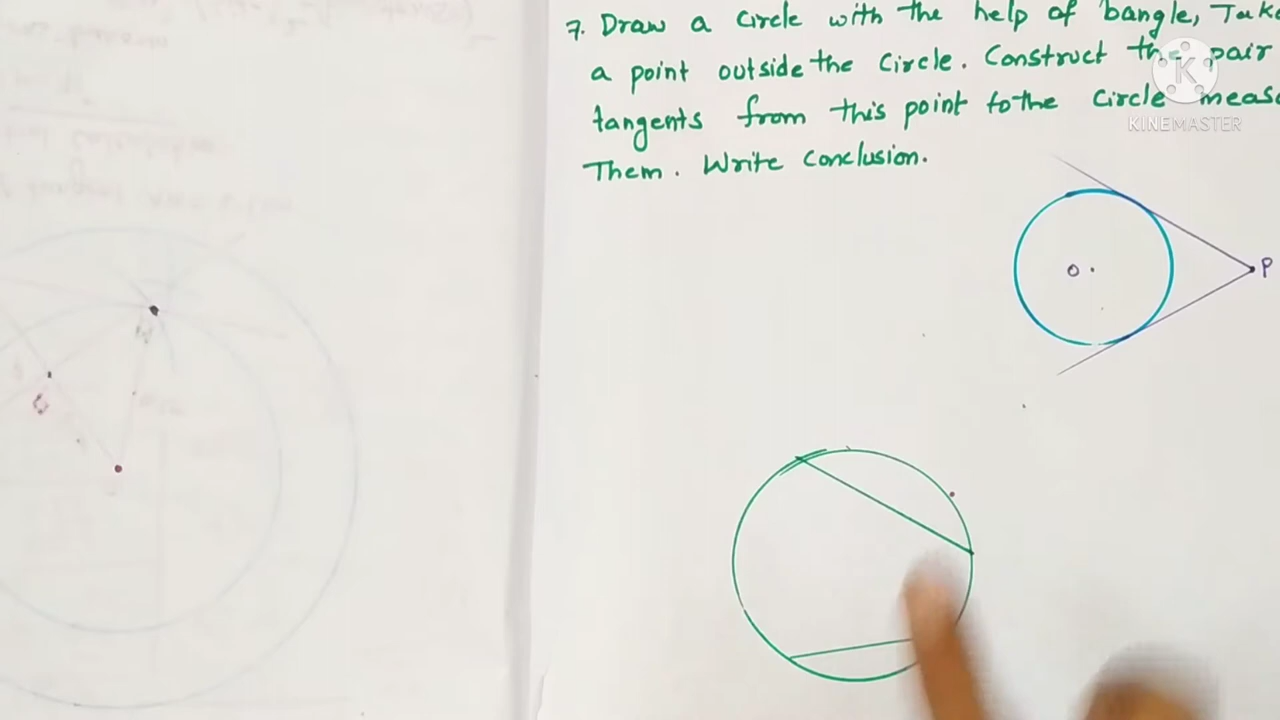 7. Draw a circle with the help of bangle, Take
a point outside the circle. Construct the pair
tangents from this point to the circle
Them. Write Conclusion.
K
KINEMASTER
O
P